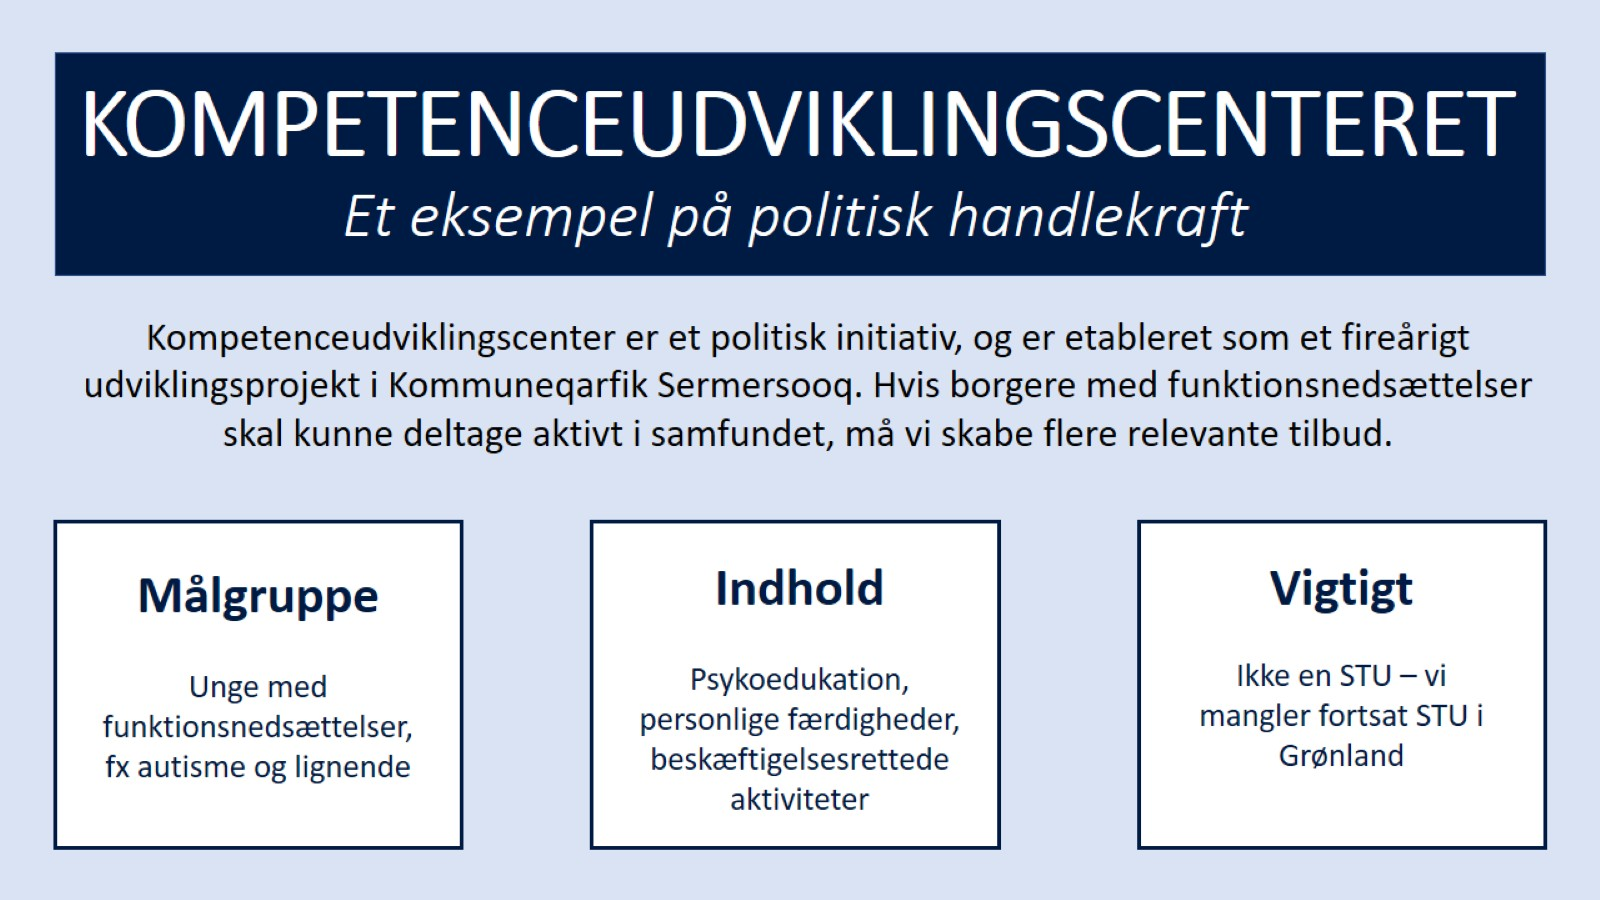 KOMPETENCEUDVIKLINGSCENTERET
Et eksempel på politisk handlekraft
Kompetenceudviklingscenter er et politisk initiativ, og er etableret som et fireårigt
udviklingsprojekt i Kommuneqarfik Sermersooq. Hvis borgere med funktionsnedsættelser
skal kunne deltage aktivt i samfundet, må vi skabe flere relevante tilbud.
Målgruppe
Unge med
funktionsnedsættelser,
fx autisme og lignende
Indhold
Psykoedukation,
personlige færdigheder,
beskæftigelsesrettede
aktiviteter
Vigtigt
Ikke en STU – vi
mangler fortsat STU i
Grønland